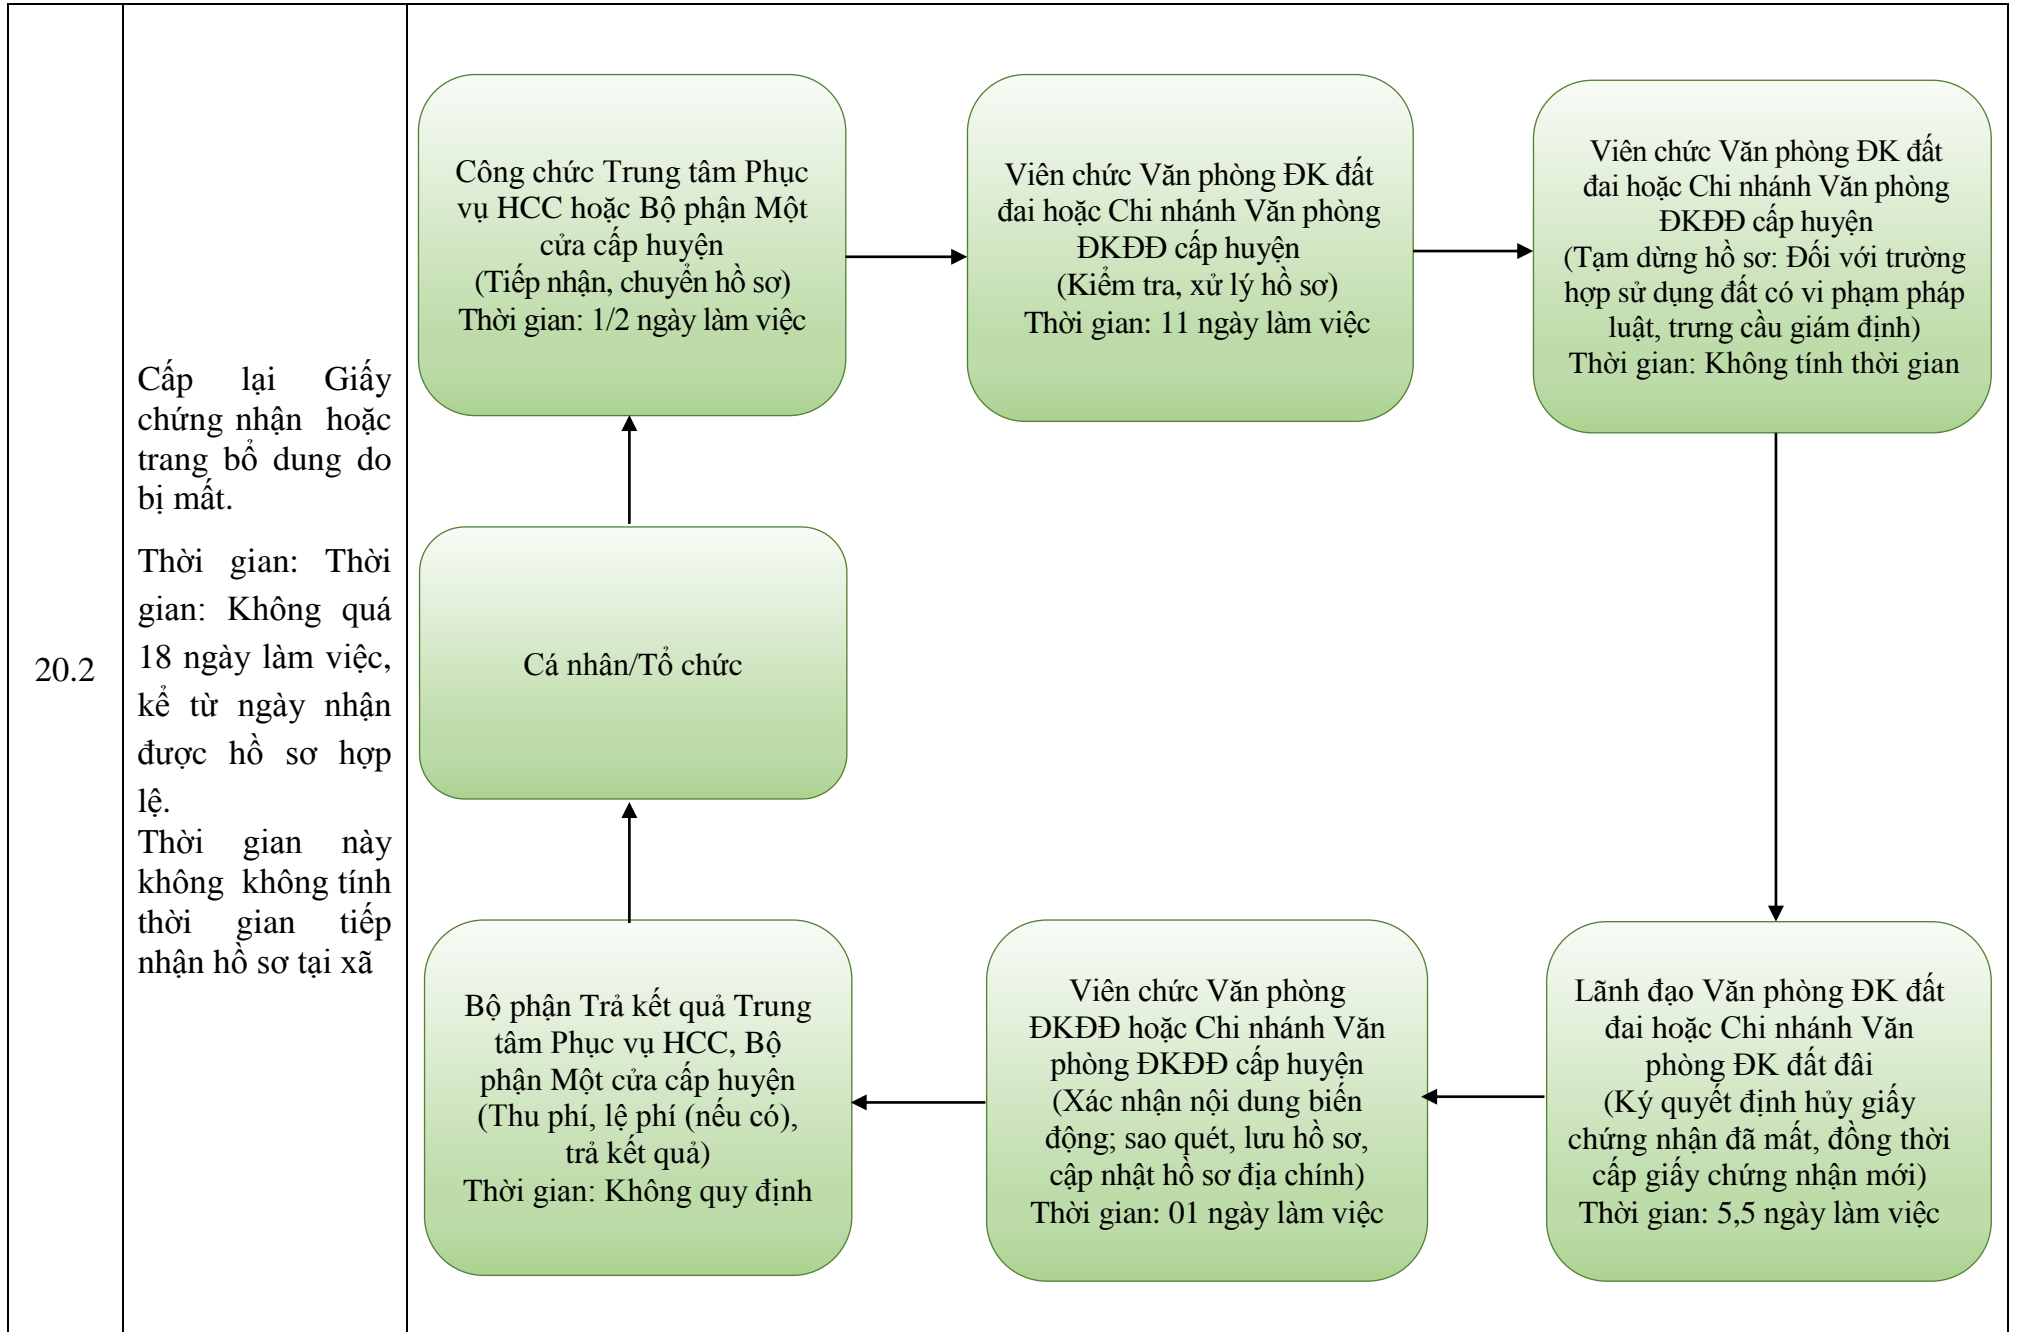 20.2
Cấp lại Giấy
chứng nhận hoặc
trang bổ dung do
bị mất.
Thời gian: Thời
gian: Không quá
18 ngày làm việc,
kể từ ngày nhận
được hồ sơ hợp
lệ.
Thời gian này
không không tính
thời gian tiếp
nhận hồ sơ tại xã
Công chức Trung tâm Phục
vụ HCC hoặc Bộ phận Một
cửa cấp huyện
(Tiếp nhận, chuyển hồ sơ)
Thời gian: 1/2 ngày làm việc
Viên chức Văn phòng ĐK đất
đai hoặc Chi nhánh Văn phòng
ĐKĐĐ cấp huyện
(Kiểm tra, xử lý hồ sơ)
Thời gian: 11 ngày làm việc
Viên chức Văn phòng ĐK đất
đai hoặc Chi nhánh Văn phòng
ĐKĐĐ cấp huyện
(Tạm dừng hồ sơ: Đối với trường
hợp sử dụng đất có vi phạm pháp
luật, trưng cầu giám định)
Thời gian: Không tính thời gian
Cá nhân/Tổ chức
Bộ phận Trả kết quả Trung
tâm Phục vụ HCC, Bộ
phận Một cửa cấp huyện
(Thu phí, lệ phí (nếu có),
trả kết quả)
Thời gian: Không quy định
Viên chức Văn phòng
ĐKĐĐ hoặc Chi nhánh Văn
phòng ĐKĐĐ cấp huyện
(Xác nhận nội dung biến
động; sao quét, lưu hồ sơ,
cập nhật hồ sơ địa chính)
Thời gian: 01 ngày làm việc
Lãnh đạo Văn phòng ĐK đất
đai hoặc Chi nhánh Văn
phòng ĐK đất đâi
(Ký quyết định hủy giấy
chứng nhận đã mất, đồng thời
cấp giấy chứng nhận mới)
Thời gian: 5,5 ngày làm việc